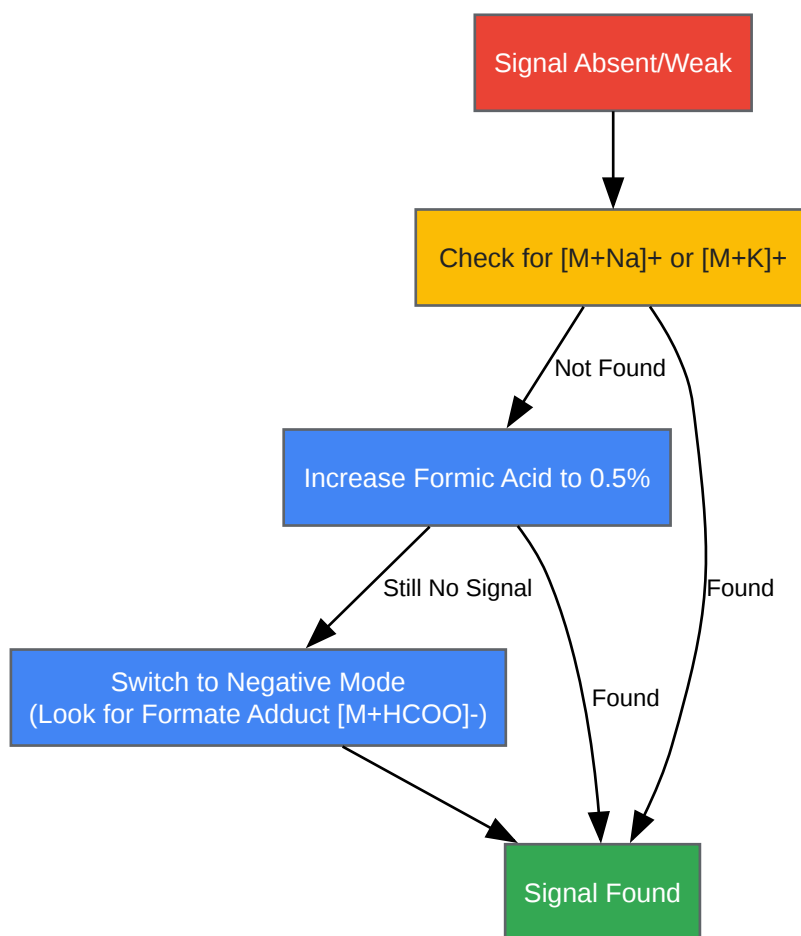 Signal Absent/Weak
Check for [M+Na]+ or [M+K]+
Not Found
Increase Formic Acid to 0.5%
Still No Signal
Found
Switch to Negative Mode
(Look for Formate Adduct [M+HCOO]-)
Found
Signal Found